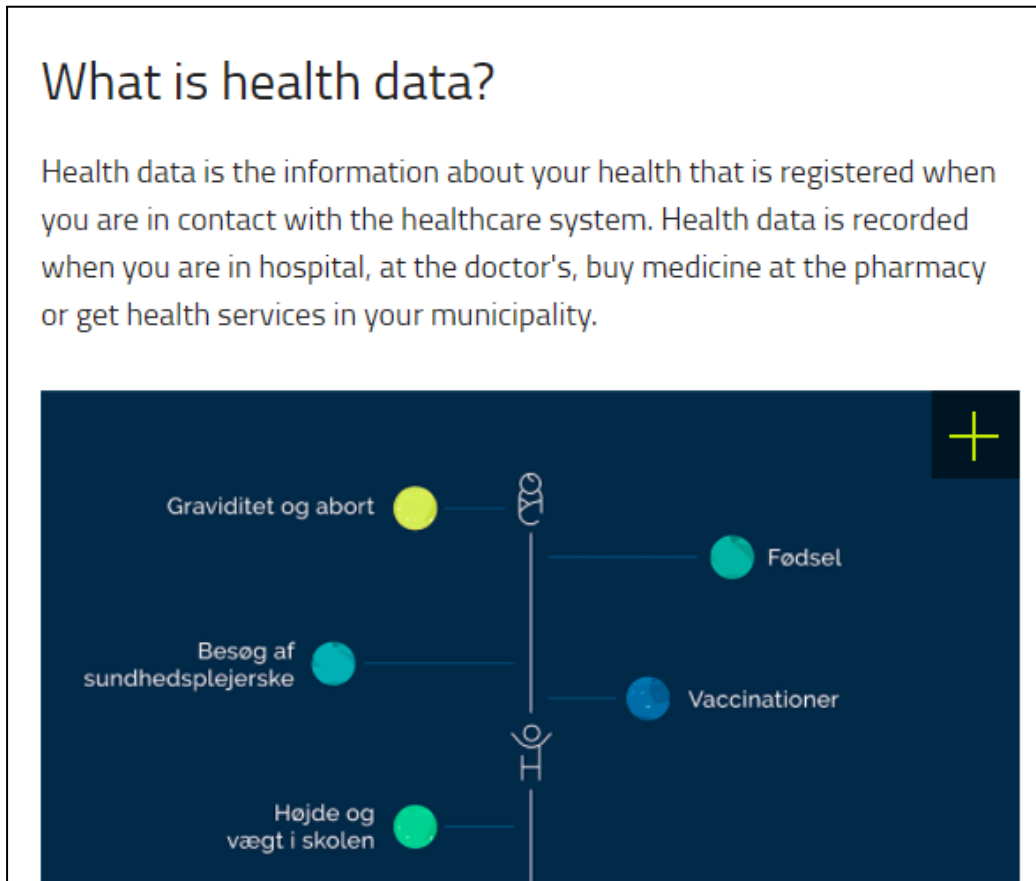 What is health data?
Health data is the information about your health that is registered when
you are in contact with the healthcare system. Health data is recorded
when you are in hospital, at the doctor's, buy medicine at the pharmacy
or get health services in your municipality.
Graviditet og abort
Fødsel
Besøg af
sundhedsplejerske
Vaccinationer
Højde og
vægt i skolen